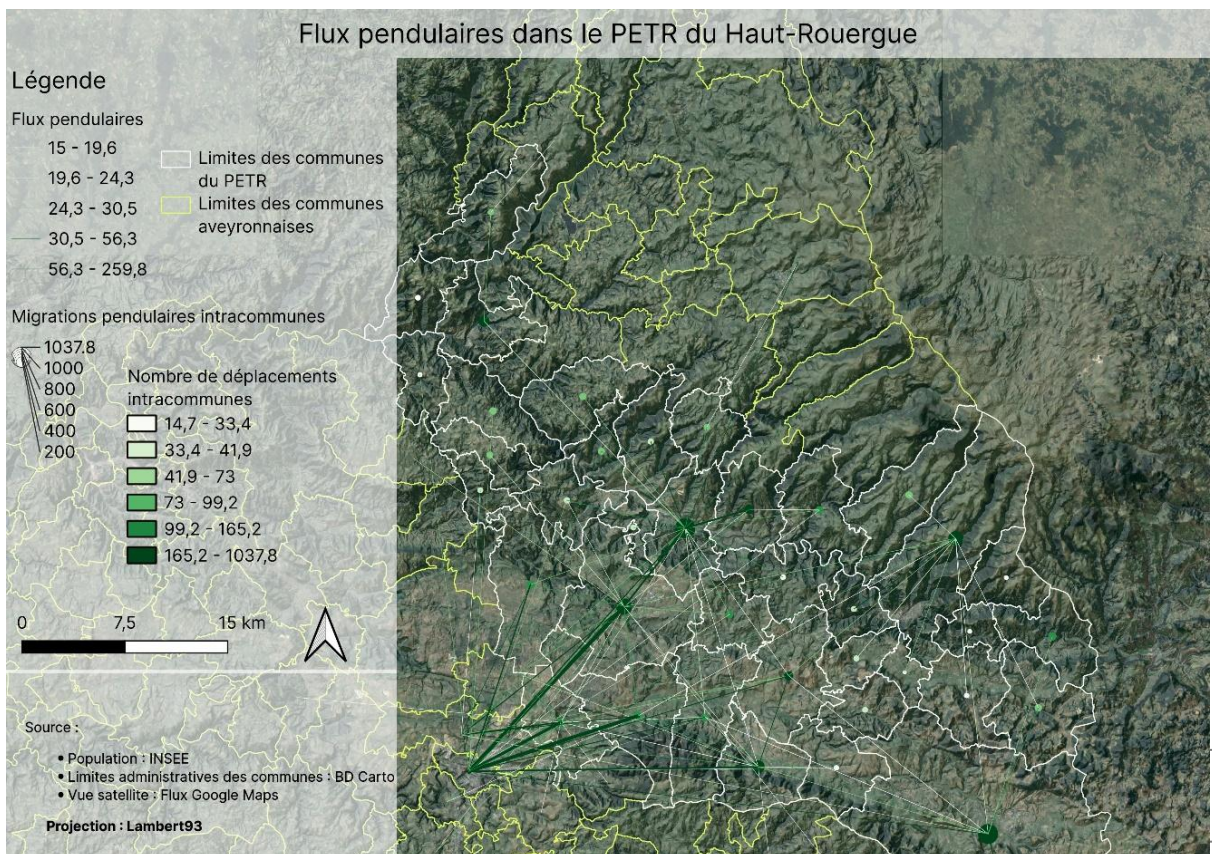 Flux pendulaires dans le PETR du Haut-Rouergue
Légende
Flux pendulaires
15 - 19,6
19,6 - 24,3
24,3 - 30,5
30,5 - 56,3
56,3 - 259,8
Limites des communes
du PETR
Limites des communes
aveyronnaises
Migrations pendulaires intracommunes
1037.8
1000
800
600
400
200
Nombre de déplacements
intracommunes
14,7 - 33,4
33,4 - 41,9
41,9 - 73
73 - 99,2
99,2 - 165,2
165,2 - 1037,8
0 7,5 15 km
Source :
• Population : INSEE
• Limites administratives des communes : BD Carto
• Vue satellite : Flux Google Maps
Projection : Lambert93